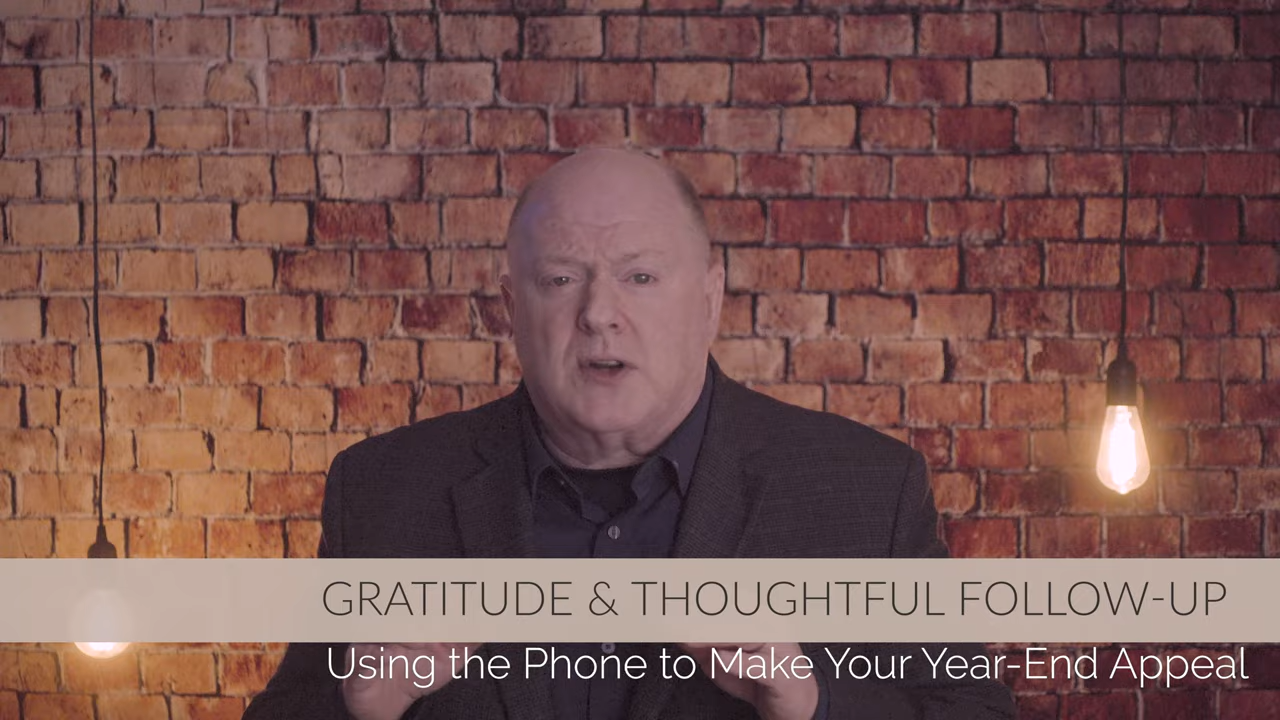 GRATITUDE & THOUGHTFUL FOLLOW-UP
Using the Phone to Make Your Year-End Appeal